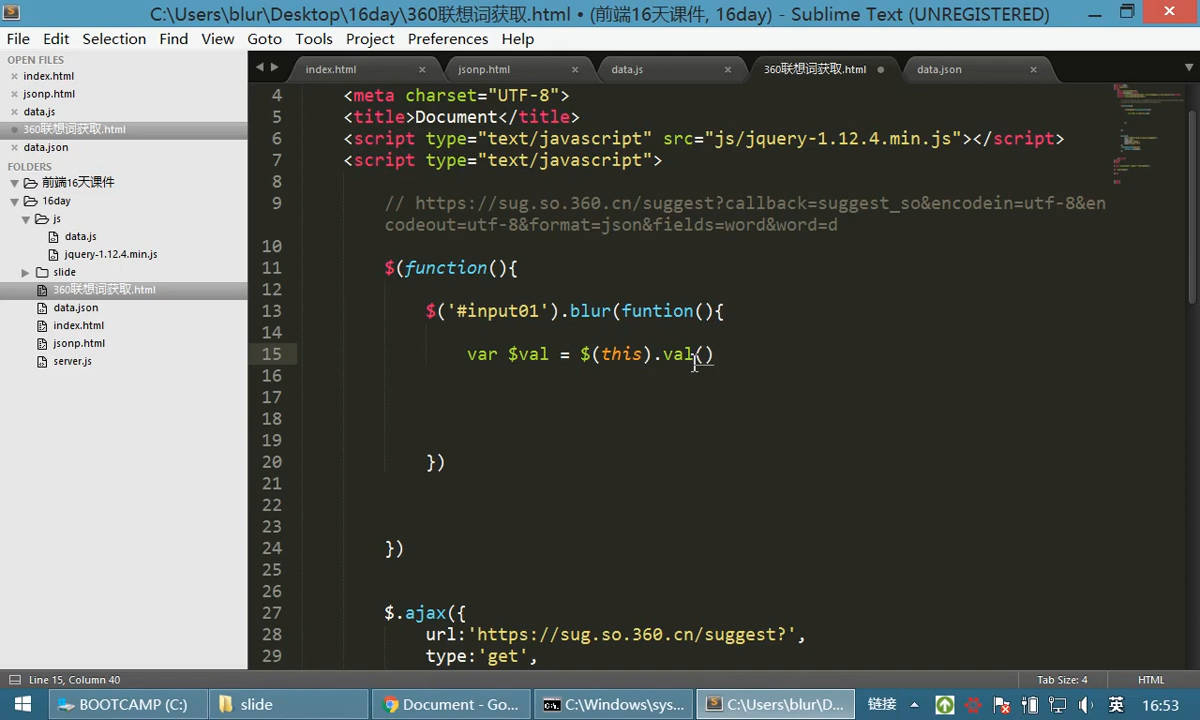 C:\Users\blur\Desktop\16day\360联想词获取.html • (前端16天课件, 16day) - Sublime Text (UNREGISTERED)
File Edit Selection Find View Goto Tools Project Preferences Help
OPEN FILES
index.html
jsonp.html
data.js
360联想词获取.html
data.json
FOLDERS
前端16天课件
16day
js
data.js
jquery-1.12.4.min.js
slide
360联想词获取.html
data.json
index.html
jsonp.html
server.js
index.html jsonp.html data.js 360联想词获取.html data.json
4 <meta charset="UTF-8">
5 <title>Document</title>
6 <script type="text/javascript" src="js/jquery-1.12.4.min.js"></script>
7 <script type="text/javascript">
8
9 // https://sug.so.360.cn/suggest?callback=suggest_so&encodein=utf-8&en
codeout=utf-8&format=json&fields=word&word=d
10
11 $(function(){
12
13 $('#input01').blur(funtion(){
14
15 var $val = $(this).val()
16
17
18
19
20 })
21
22
23
24 })
25
26
27 $.ajax({
28 url:'https://sug.so.360.cn/suggest?',
29 type:'get',
Line 15, Column 40 Tab Size: 4 HTML
BOOTCAMP (C:) slide Document - Go... C:\Windows\sys... C:\Users\blur\D... 链接 英 16:53